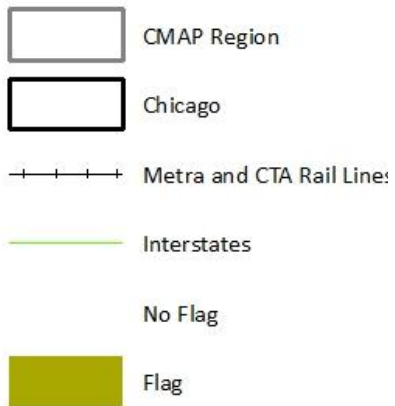 CMAP Region
Chicago
Metra and CTA Rail Lines
Interstates
No Flag
Flag